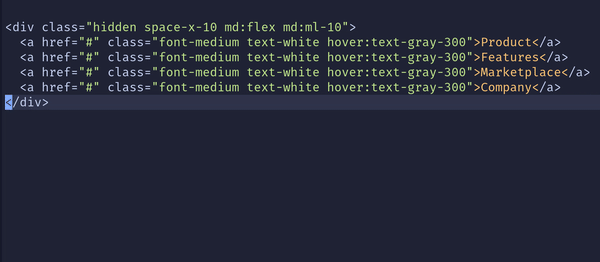 <div class="hidden space-x-10 md:flex md:ml-10">
  <a href="#" class="font-medium text-white hover:text-gray-300">Product</a>
  <a href="#" class="font-medium text-white hover:text-gray-300">Features</a>
  <a href="#" class="font-medium text-white hover:text-gray-300">Marketplace</a>
  <a href="#" class="font-medium text-white hover:text-gray-300">Company</a>
</div>